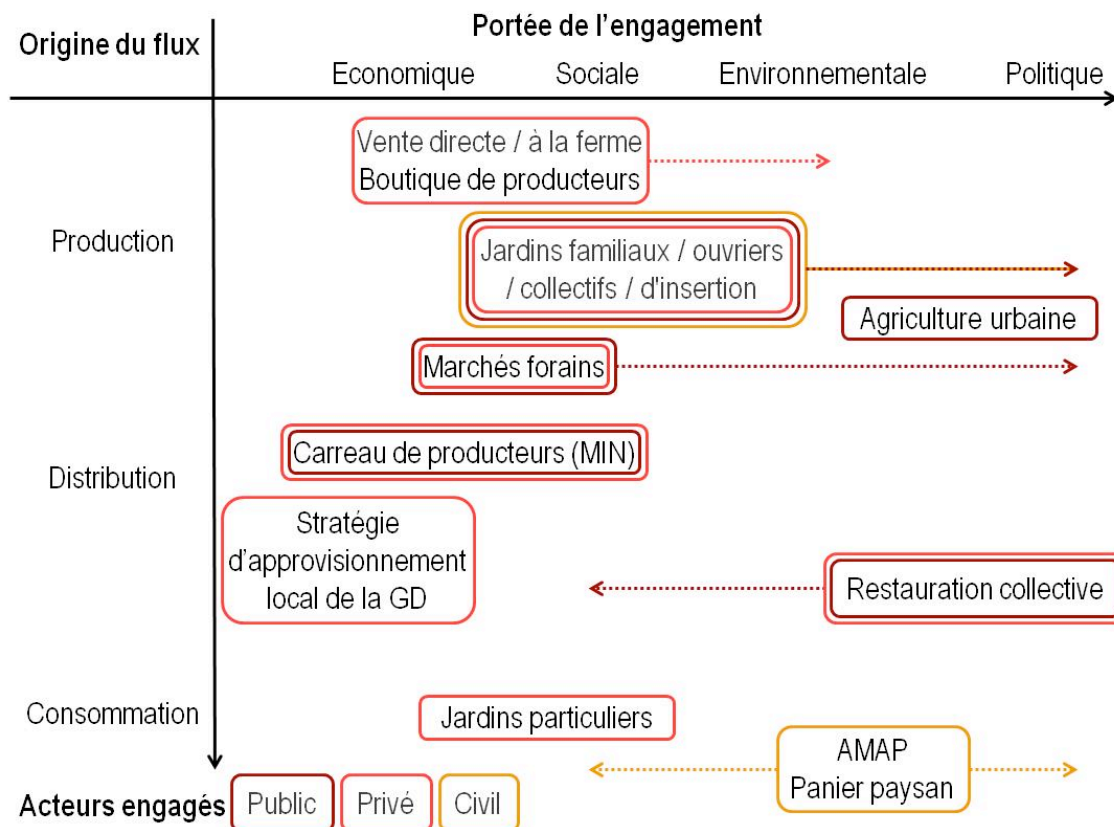 Origine du flux
Portée de l'engagement
Economique
Sociale
Environnementale
Politique
Vente directe / à la ferme
Boutique de producteurs
Production
Jardins familiaux / ouvriers
/ collectifs / d'insertion
Agriculture urbaine
Marchés forains
Carreau de producteurs (MIN)
Distribution
Stratégie
d'approvisionnement
local de la GD
Restauration collective
Consommation
Jardins particuliers
AMAP
Panier paysan
Acteurs engagés
Public
Privé
Civil